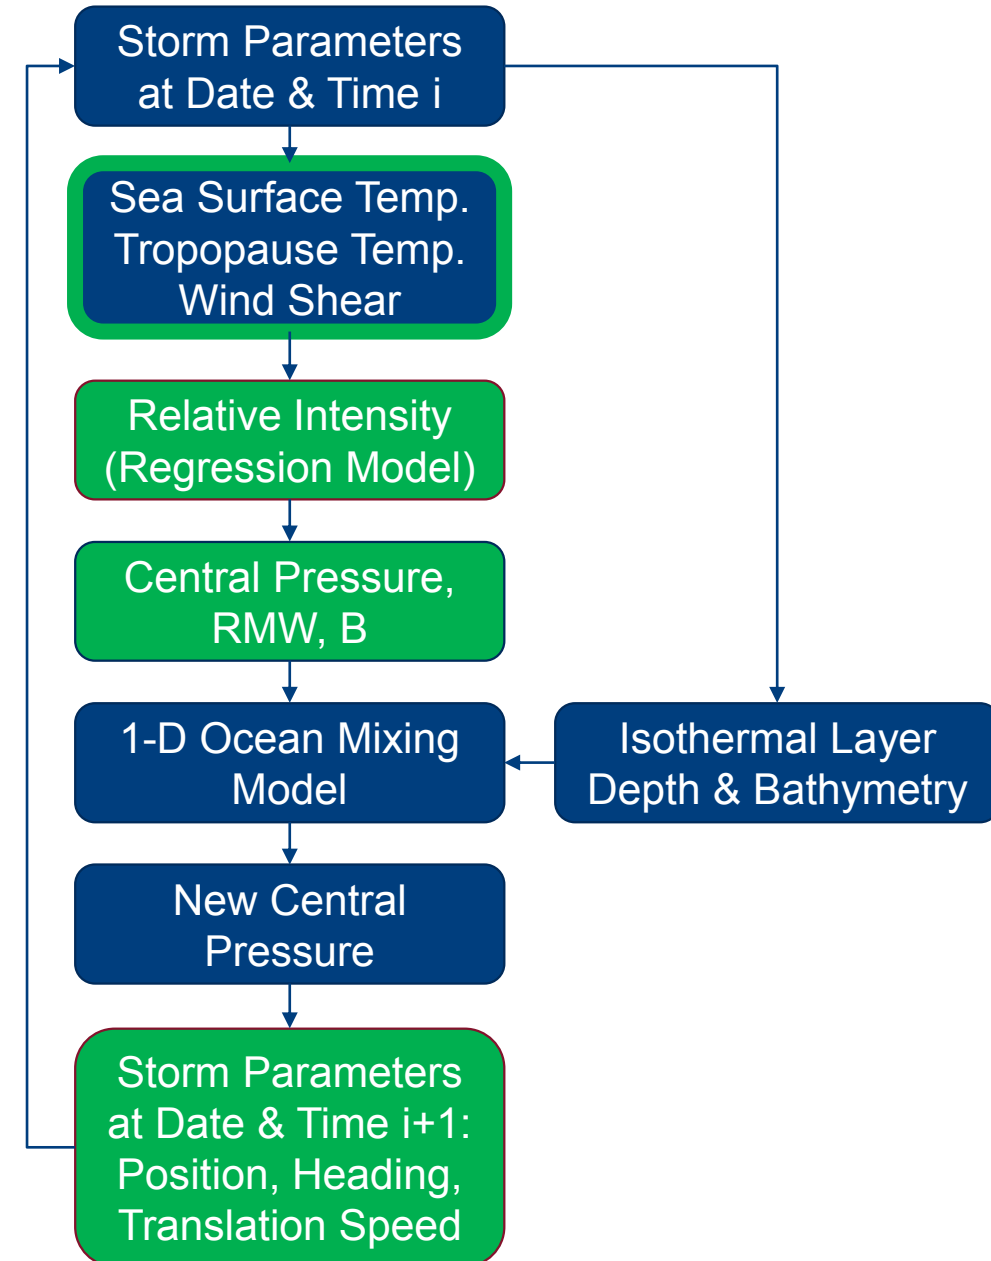 Storm Parameters
at Date & Time i
Sea Surface Temp.
Tropopause Temp.
Wind Shear
Relative Intensity
(Regression Model)
Central Pressure,
RMW, B
1-D Ocean Mixing
Model
Isothermal Layer
Depth & Bathymetry
New Central
Pressure
Storm Parameters
at Date & Time i+1:
Position, Heading,
Translation Speed